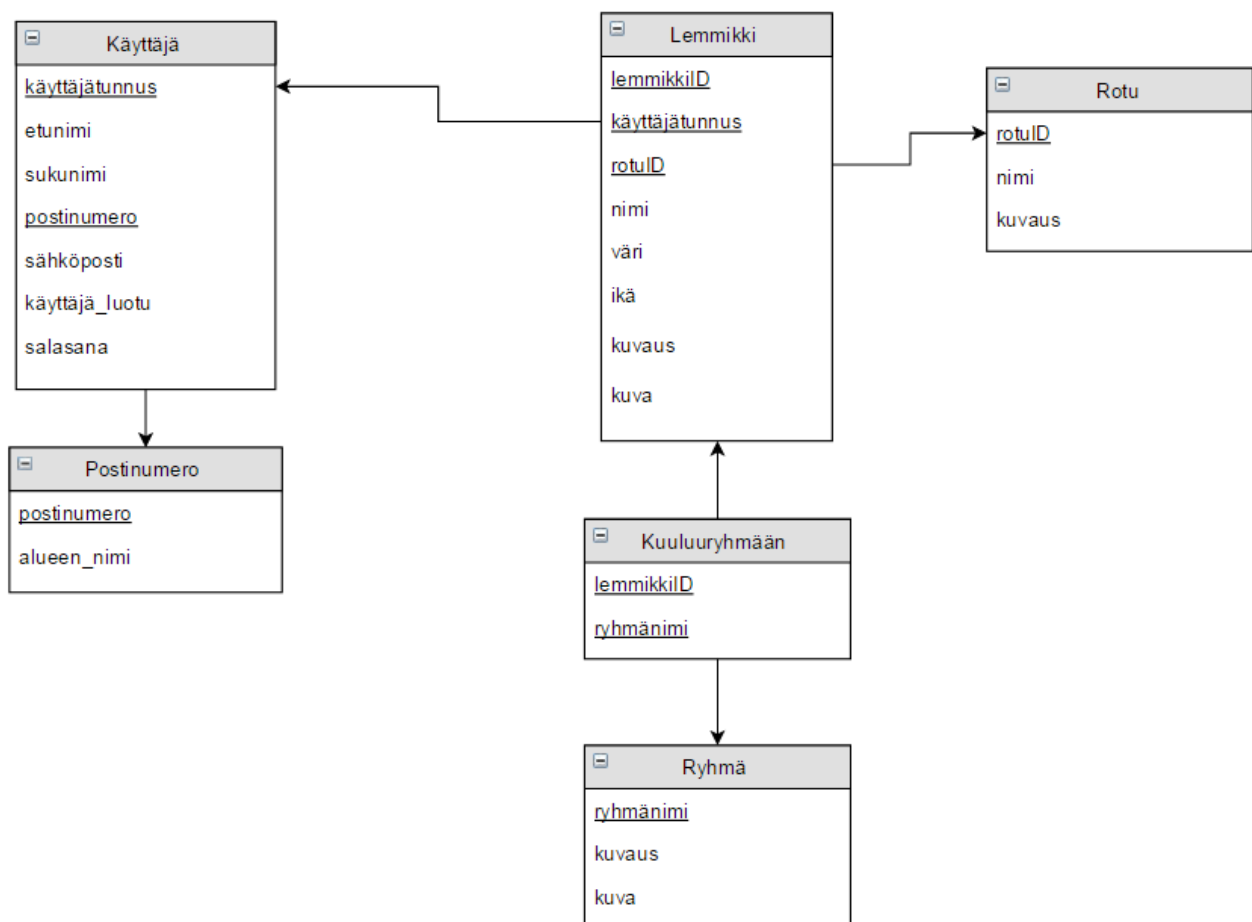 Käyttäjä
käyttäjätunnus
etunimi
sukunimi
postinumero
sähköposti
käyttäjä_luotu
salasana
Postinumero
postinumero
alueen_nimi
Lemmikki
lemmikkiID
käyttäjätunnus
rotuID
nimi
väri
ikä
kuvaus
kuva
Rotu
rotuID
nimi
kuvaus
Kuuluuryhmään
lemmikkiID
ryhmänimi
Ryhmä
ryhmänimi
kuvaus
kuva